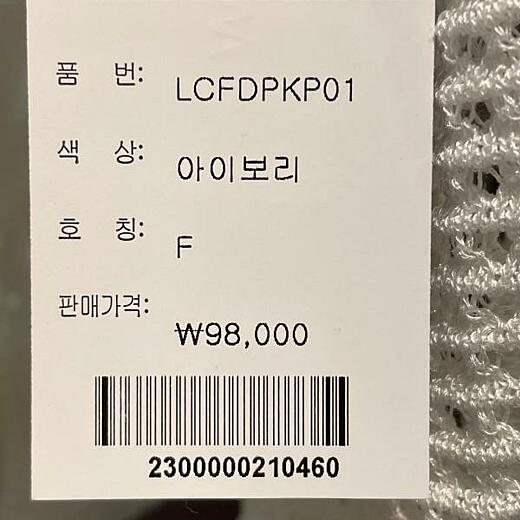 품 번: LCFDPKP01
색 상: 아이보리
호 칭: F
판매가격: ₩98,000
2300000210460